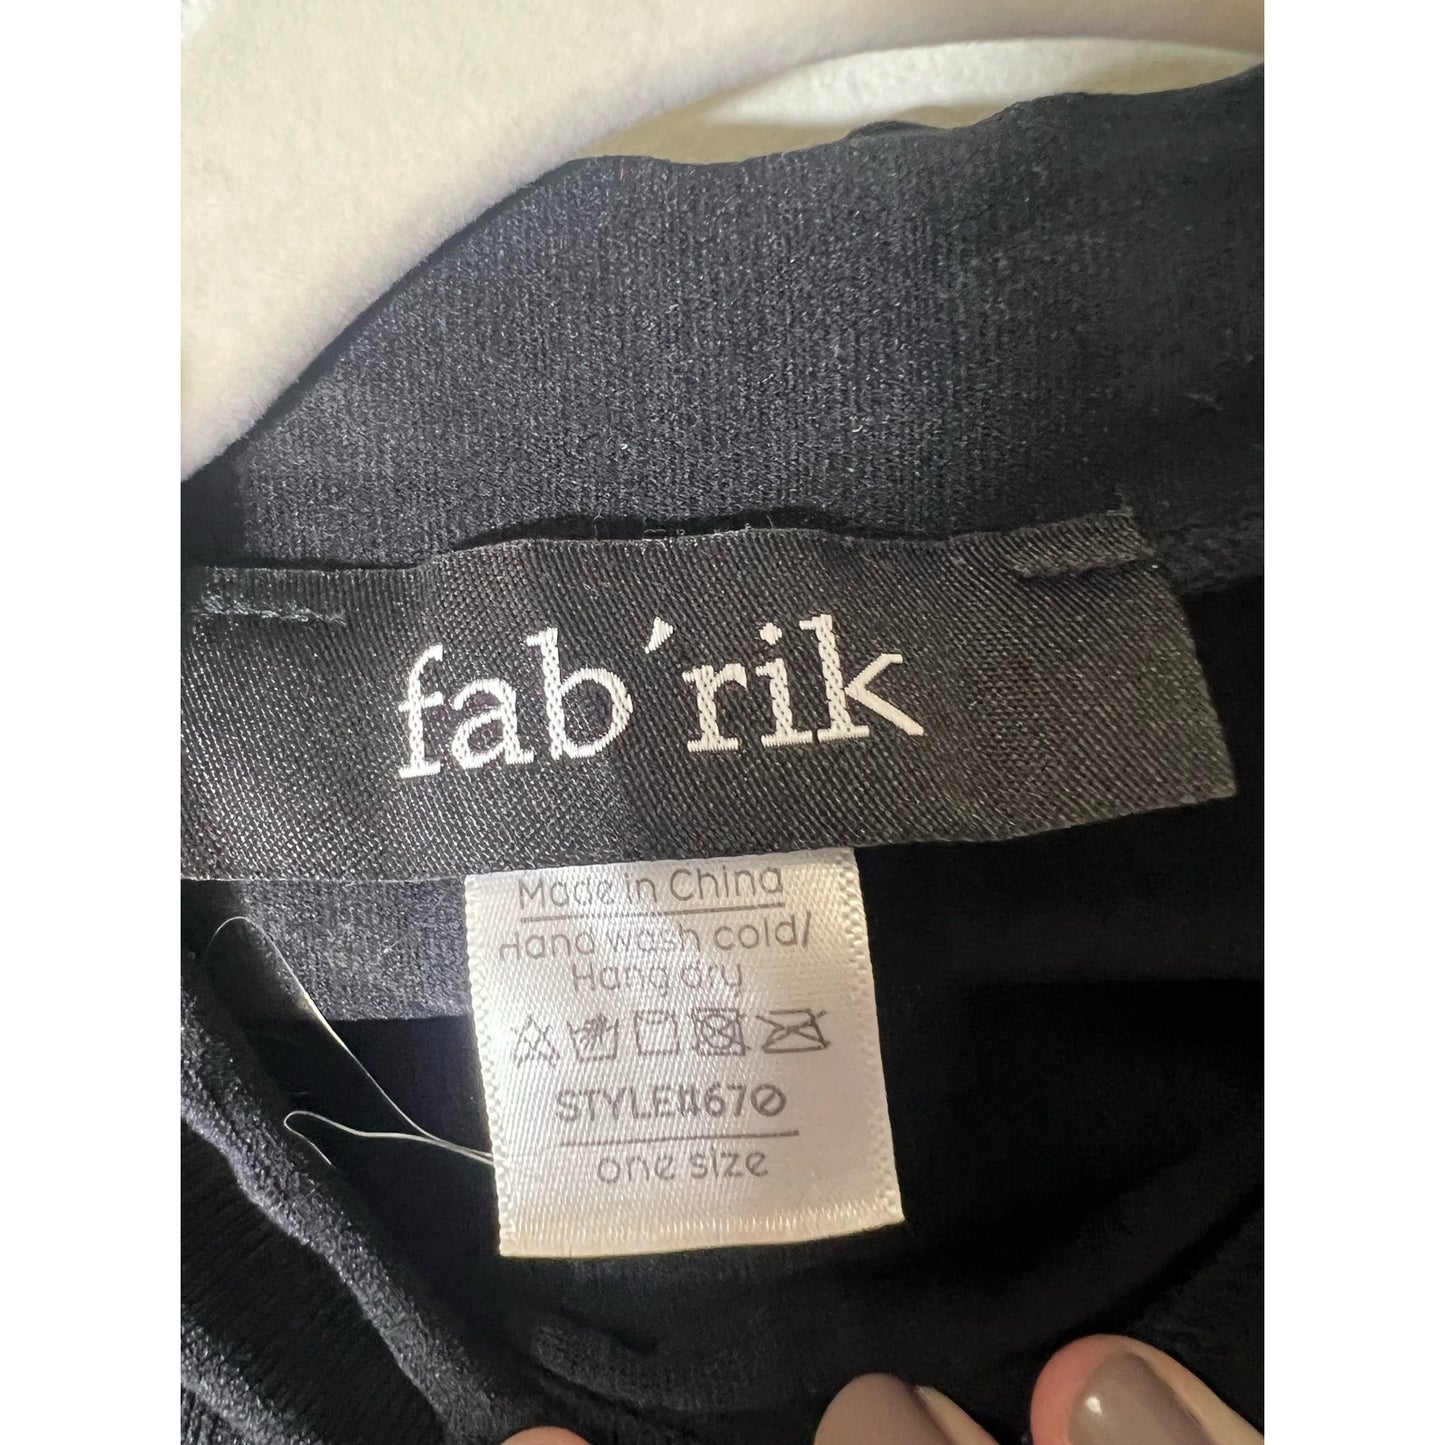 fab'rik
Made in China
Hand wash cold/
Hang dry
STYLE#670
one size